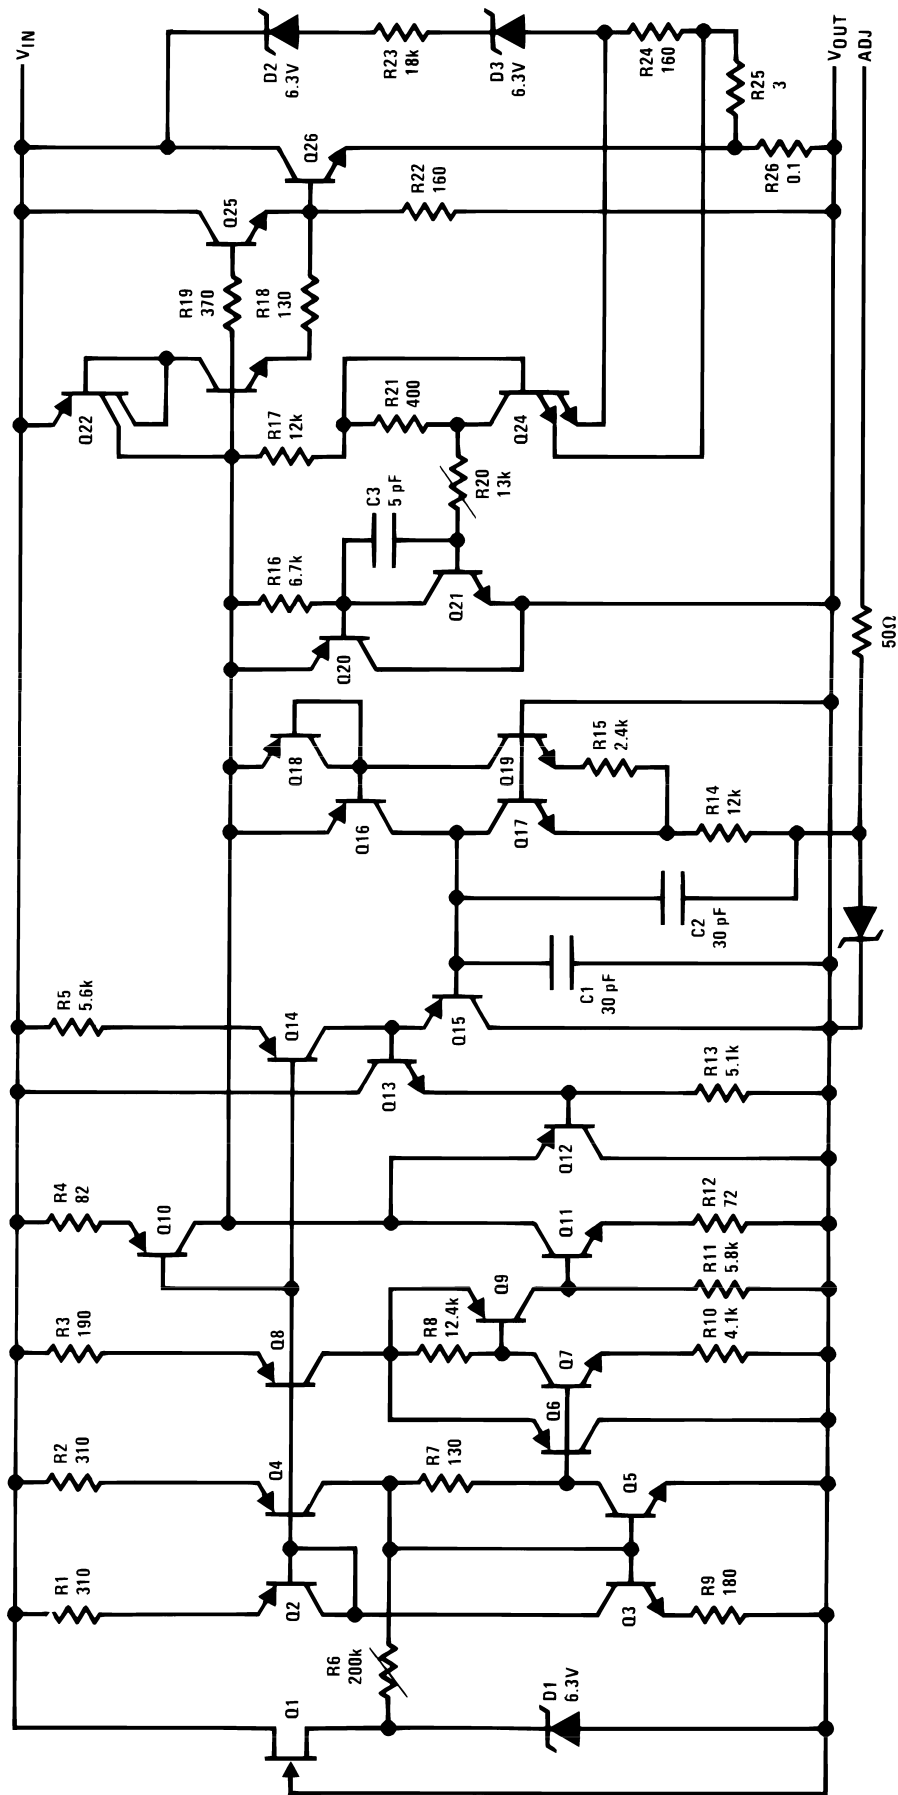 VIN
R1
310
R2
310
R3
190
R4
82
R5
5.6k
Q22
R19
370
Q25
D2
6.3V
Q1
Q2
Q4
Q8
Q10
Q14
Q18
R16
6.7k
R17
12k
R18
130
Q26
R23
18k
R6
200k
R7
130
R8
12.4k
Q9
Q13
Q16
Q20
C3
5 pF
R21
400
R22
160
D3
6.3V
Q15
Q21
R20
13k
Q24
D1
6.3V
Q3
Q5
Q6
Q7
Q11
Q12
C1
30 pF
Q17
Q19
R15
2.4k
R24
160
R9
180
R10
4.1k
R11
5.8k
R12
72
R13
5.1k
C2
30 pF
R14
12k
R25
3
R26
0.1
VOUT
ADJ
50Ω